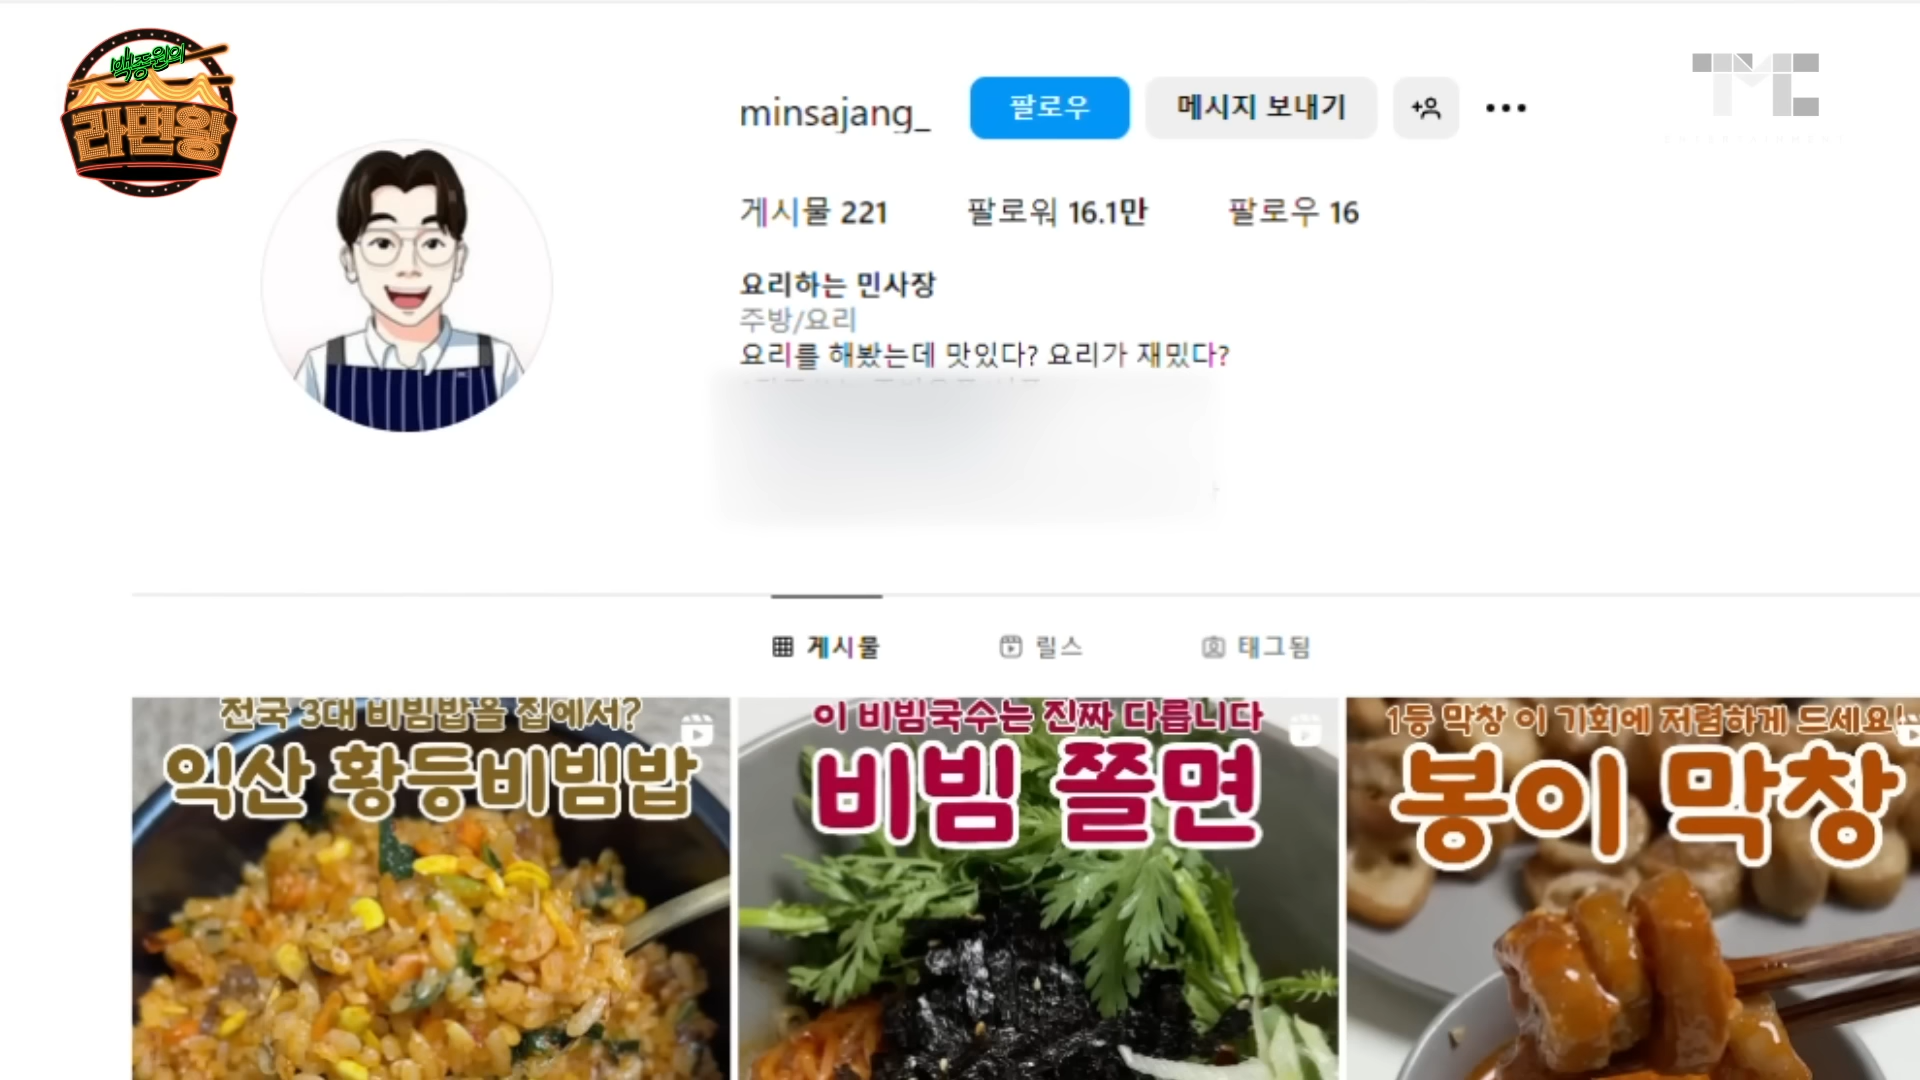 백종원의
라면왕
TMC
minsajang_
팔로우
메시지 보내기
게시물 221
팔로워 16.1만
팔로우 16
요리하는 민사장
주방/요리
요리를 해봤는데 맛있다? 요리가 재밌다?
게시물
릴스
태그됨
전국 3대 비빔밥을 집에서?
익산 황등비빔밥
이 비빔국수는 진짜 다릅니다
비빔 쫄면
1등 막창 이 기회에 저렴하게 드세요!
봉이 막창